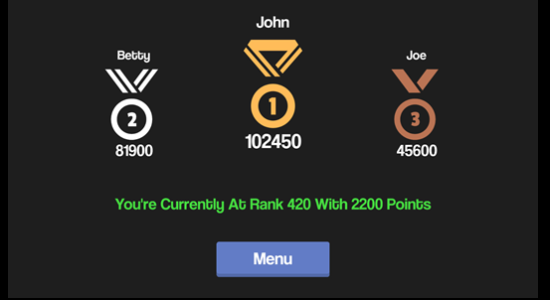 John
Betty
Joe
1
2
3
102450
81900
45600
You're Currently At Rank 420 With 2200 Points
Menu